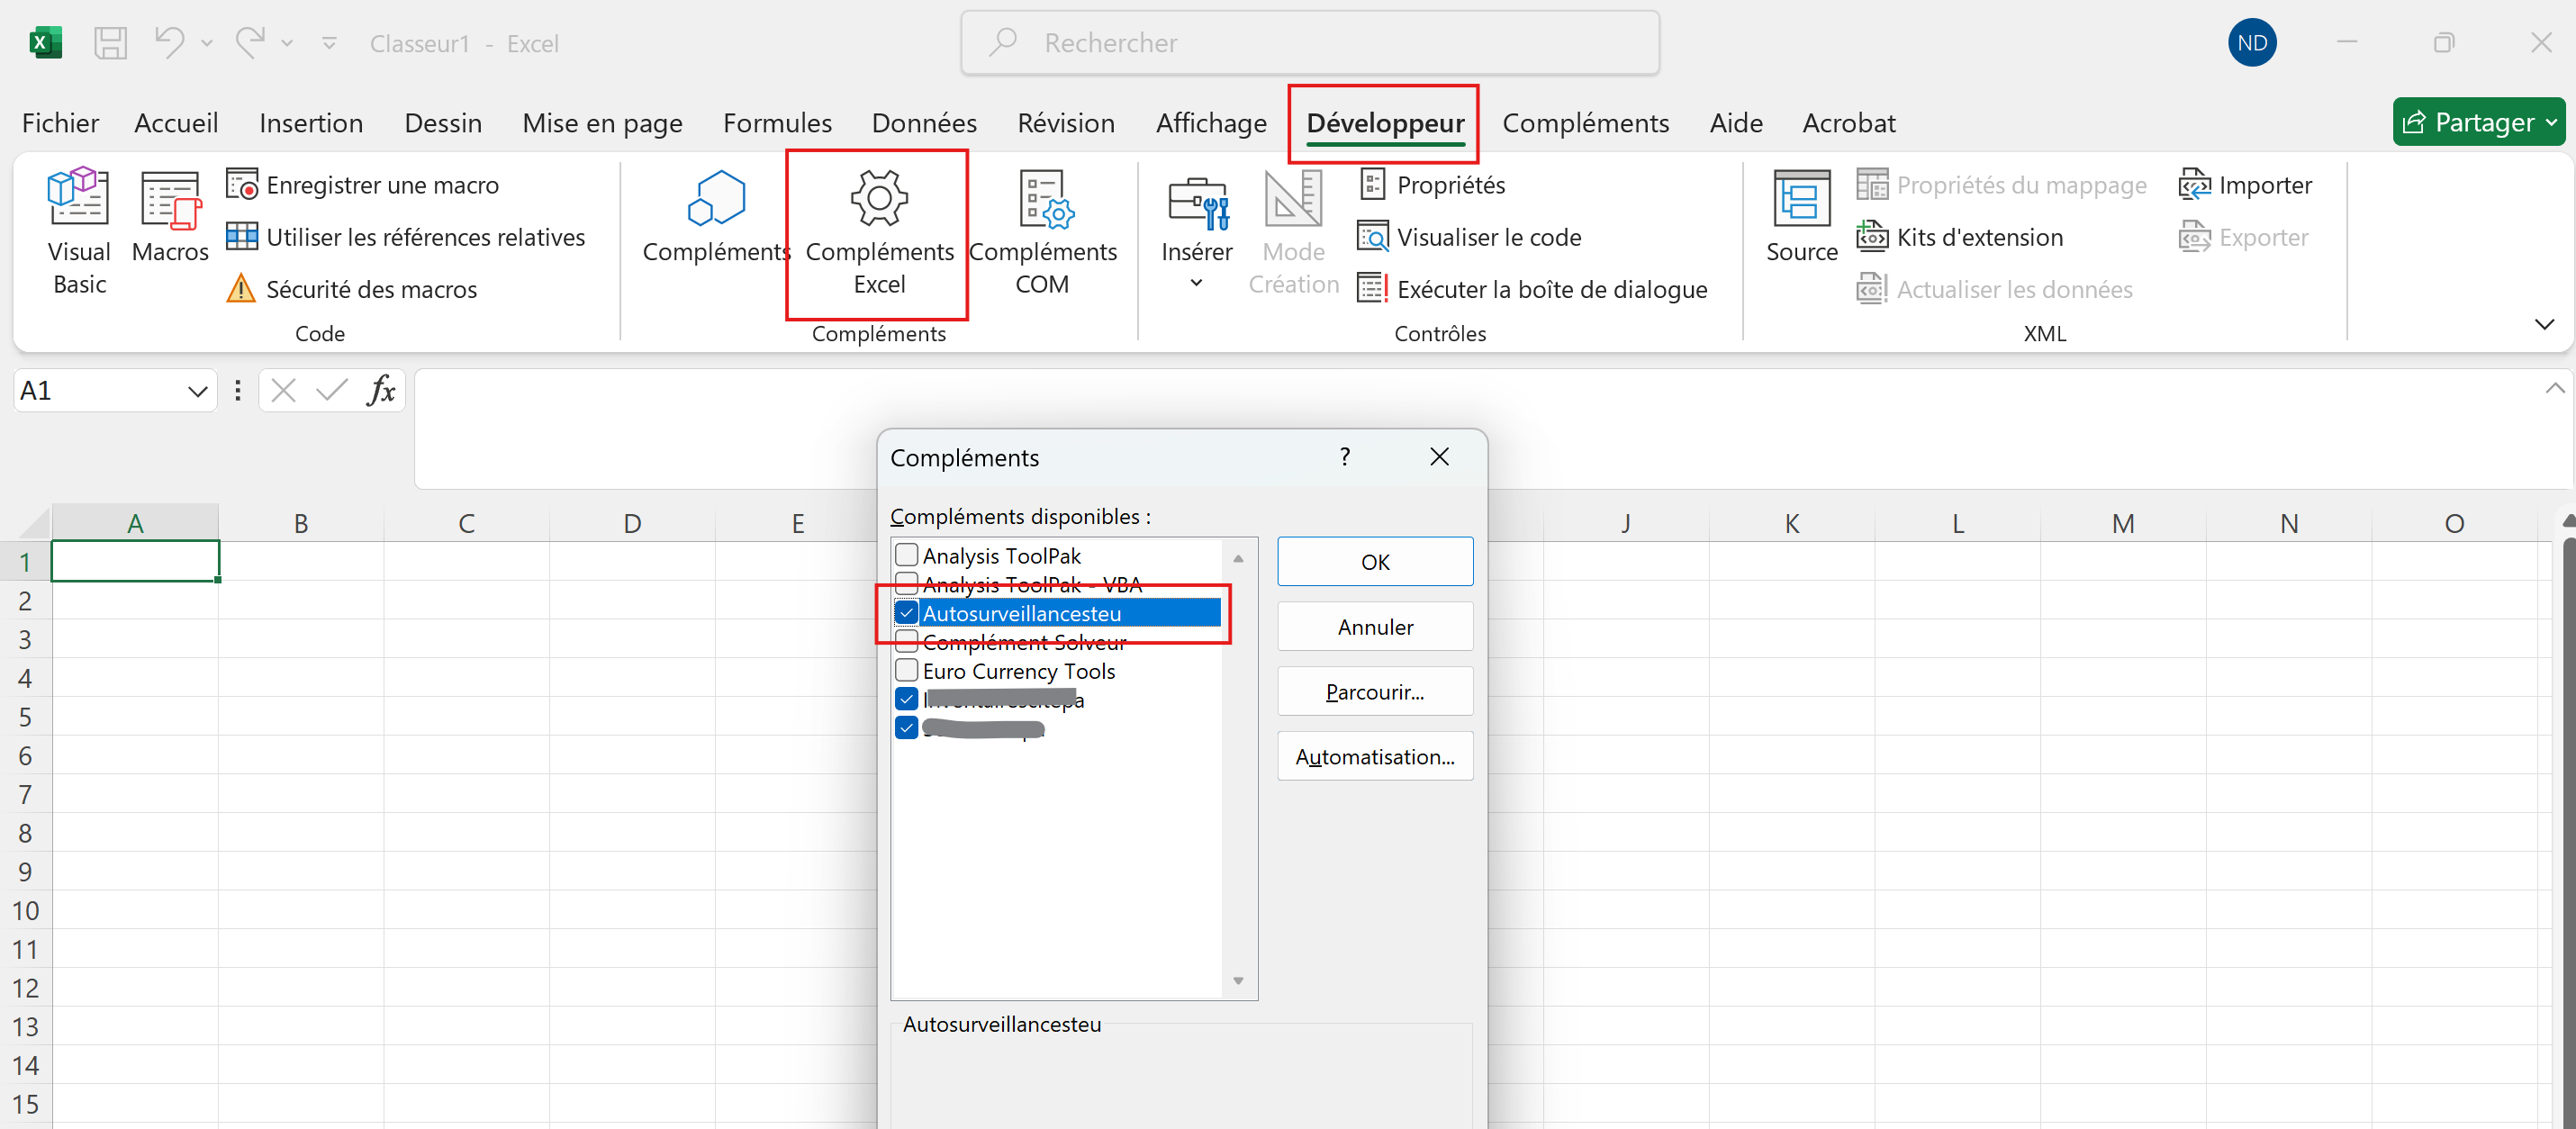 Classeur1 - Excel
Rechercher
ND
Fichier Accueil Insertion Dessin Mise en page Formules Données Révision Affichage Développeur Compléments Aide Acrobat
Partager
Visual Basic
Macros
Enregistrer une macro
Utiliser les références relatives
Sécurité des macros
Code
Compléments
Compléments Excel
Compléments COM
Compléments
Insérer
Mode Création
Propriétés
Visualiser le code
Exécuter la boîte de dialogue
Contrôles
Source
Propriétés du mappage
Kits d'extension
Actualiser les données
Importer
Exporter
XML
A1
fx
Compléments ?
Compléments disponibles :
Analysis ToolPak
Analysis ToolPak - VBA
Autosurveillancesteu
Complément Solveur
Euro Currency Tools
OK
Annuler
Parcourir...
Automatisation...
Autosurveillancesteu
A B C D E J K L M N O
1
2
3
4
5
6
7
8
9
10
11
12
13
14
15